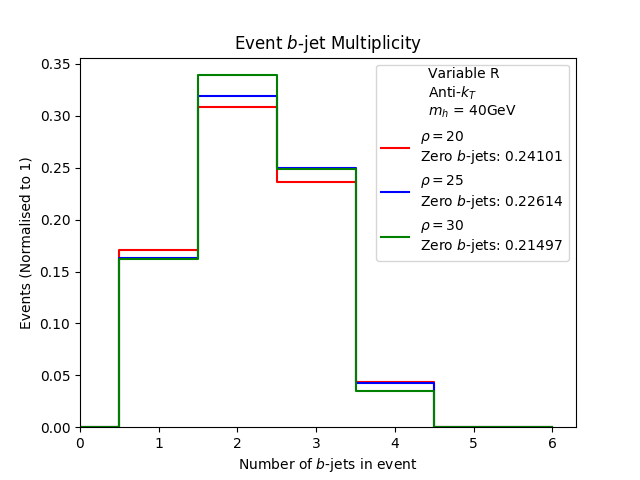 Event b-jet Multiplicity
Events (Normalised to 1)
0.35
0.30
0.25
0.20
0.15
0.10
0.05
0.00
0 1 2 3 4 5 6
Number of b-jets in event
Variable R
Anti-k_T
m_h = 40GeV
ρ = 20
Zero b-jets: 0.24101
ρ = 25
Zero b-jets: 0.22614
ρ = 30
Zero b-jets: 0.21497